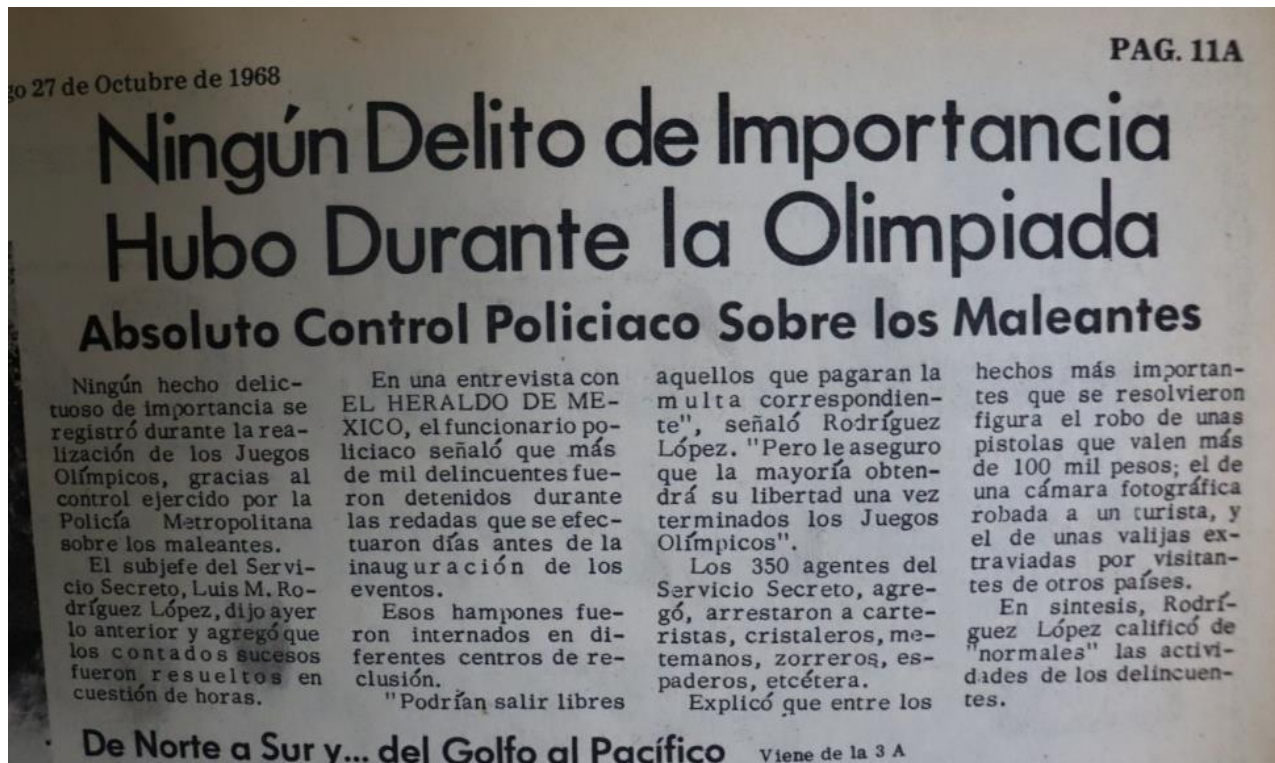 27 de Octubre de 1968
PAG. 11A
Ningún Delito de Importancia
Hubo Durante la Olimpiada
Absoluto Control Policiaco Sobre los Maleantes
Ningún hecho delic-
tuoso de importancia se
registró durante la rea-
lización de los Juegos
Olímpicos, gracias al
control ejercido por la
Policía Metropolitana
sobre los maleantes.
El subjefe del Servi-
cio Secreto, Luis M. Ro-
dríguez López, dijo ayer
lo anterior y agregó que
los contados sucesos
fueron resueltos en
cuestión de horas.
En una entrevista con
EL HERALDO DE ME-
XICO, el funcionario po-
liciaco señaló que más
de mil delincuentes fue-
ron detenidos durante
las redadas que se efec-
tuaron días antes de la
inauguración de los
eventos.
Esos hampones fue-
ron internados en di-
ferentes centros de re-
clusión.
"Podrían salir libres
aquellos que pagaran la
multa correspondien-
te", señaló Rodríguez
López. "Pero le aseguro
que la mayoría obten-
drá su libertad una vez
terminados los Juegos
Olímpicos".
Los 350 agentes del
Servicio Secreto, agre-
gó, arrestaron a carte-
ristas, cristaleros, me-
temanos, zorreros, es-
paderos, etcétera.
Explicó que entre los
hechos más importan-
tes que se resolvieron
figura el robo de unas
pistolas que valen más
de 100 mil pesos; el de
una cámara fotográfica
robada a un turista, y
el de unas valijas ex-
traviadas por visitan-
tes de otros países.
En sintesis, Rodrí-
guez López calificó de
"normales" las activi-
dades de los delincuen-
tes.
De Norte a Sur y... del Golfo al Pacífico Viene de la 3 A